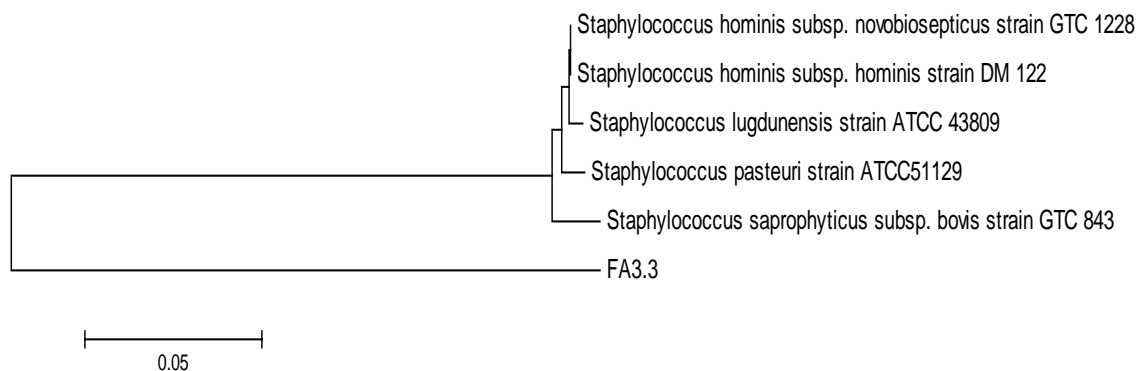 Staphylococcus hominis subsp. novobiosepticus strain GTC 1228
Staphylococcus hominis subsp. hominis strain DM 122
Staphylococcus lugdunensis strain ATCC 43809
Staphylococcus pasteuri strain ATCC51129
Staphylococcus saprophyticus subsp. bovis strain GTC 843
FA3.3
0.05